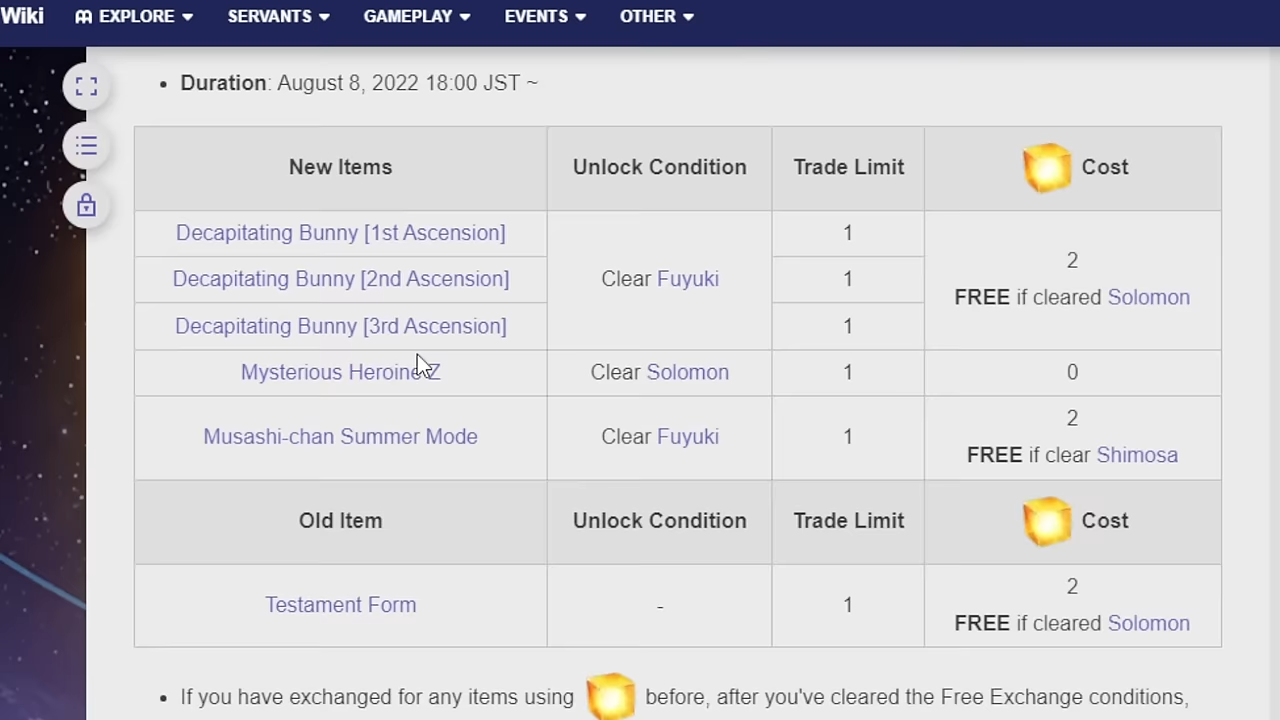 Wiki EXPLORE SERVANTS GAMEPLAY EVENTS OTHER
• Duration: August 8, 2022 18:00 JST ~
New Items Unlock Condition Trade Limit Cost
Decapitating Bunny [1st Ascension] 1
Decapitating Bunny [2nd Ascension] Clear Fuyuki 1
2
FREE if cleared Solomon
Decapitating Bunny [3rd Ascension] 1
Mysterious Heroine Z Clear Solomon 1 0
Musashi-chan Summer Mode Clear Fuyuki 1
2
FREE if clear Shimosa
Old Item Unlock Condition Trade Limit Cost
Testament Form - 1
2
FREE if cleared Solomon
• If you have exchanged for any items using before, after you've cleared the Free Exchange conditions,